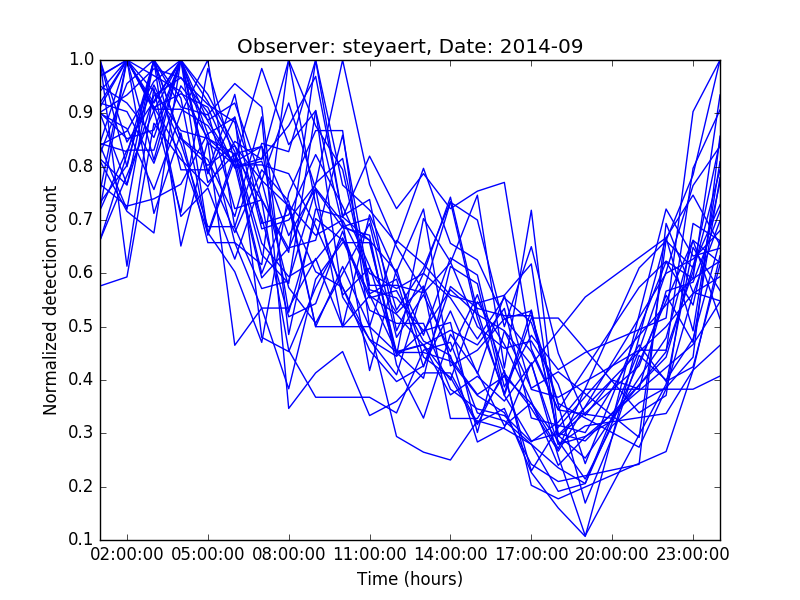 Observer: steyaert, Date: 2014-09
Normalized detection count
1.0
0.9
0.8
0.7
0.6
0.5
0.4
0.3
0.2
0.1
02:00:00 05:00:00 08:00:00 11:00:00 14:00:00 17:00:00 20:00:00 23:00:00
Time (hours)